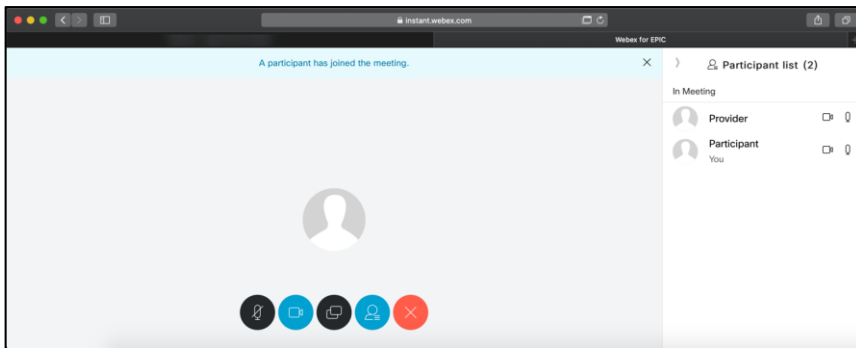 instant.webex.com
Webex for EPIC
A participant has joined the meeting.
Participant list (2)
In Meeting
Provider
Participant
You